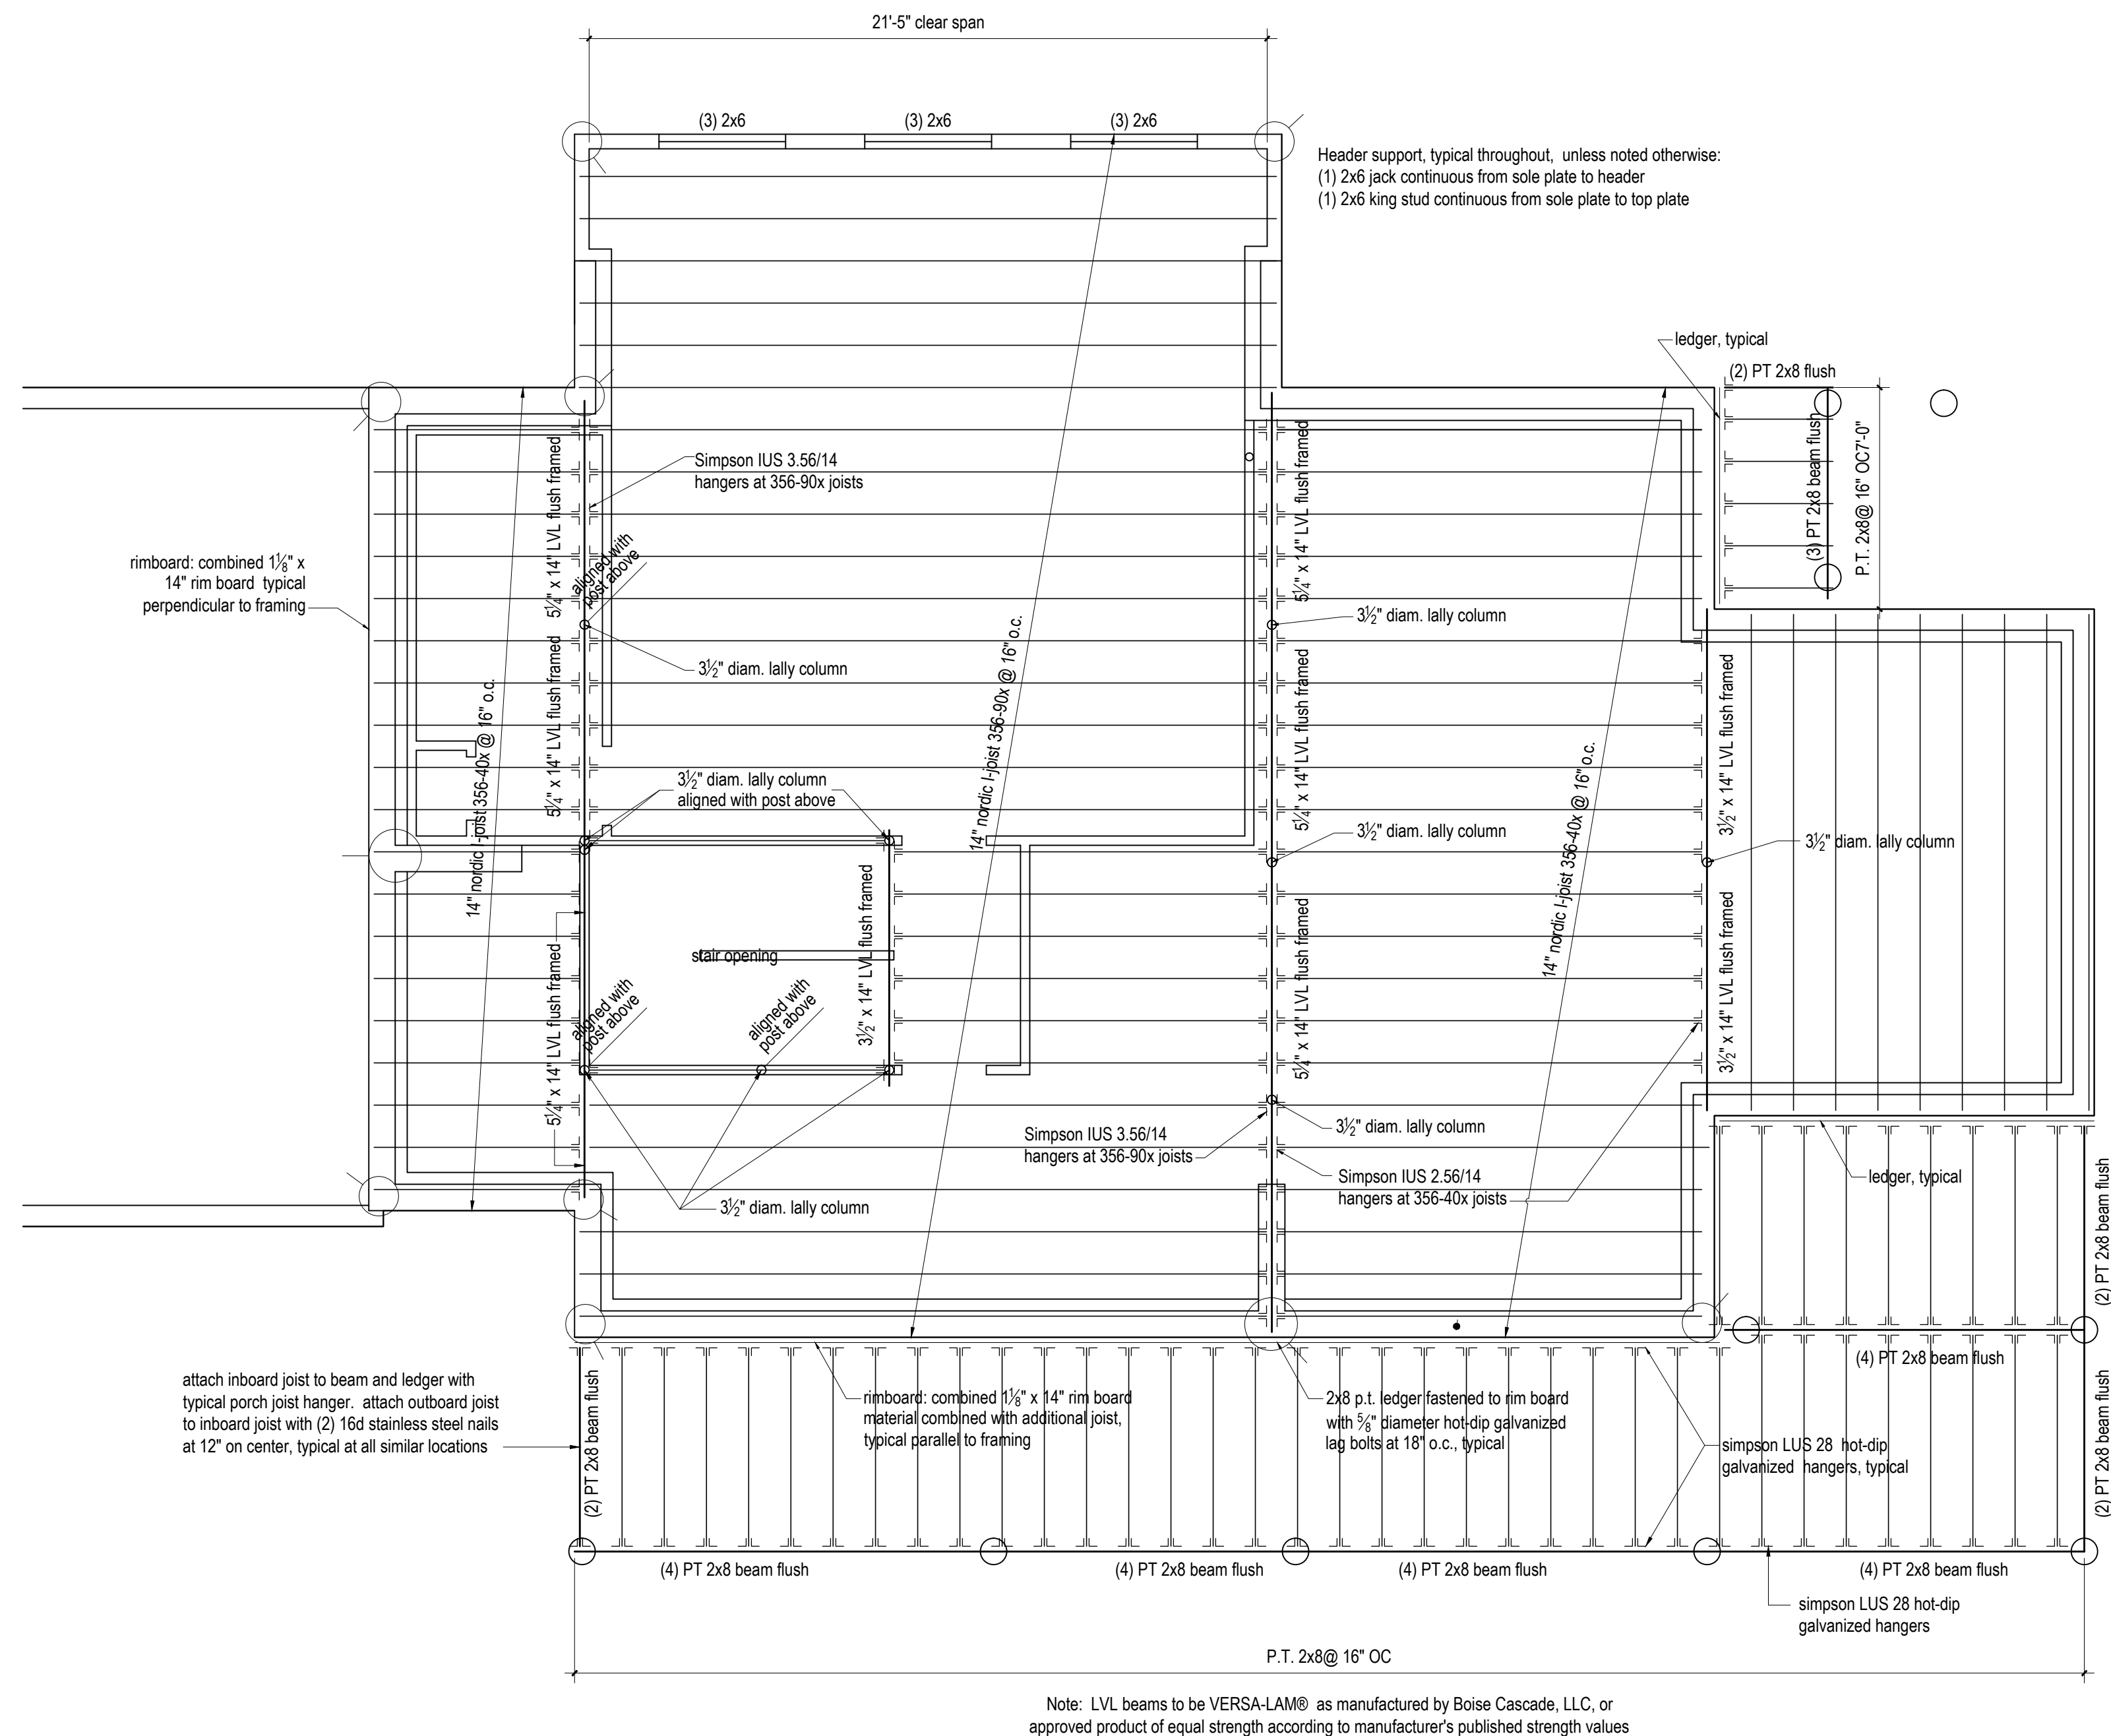 21'-5" clear span
(3) 2x6
(3) 2x6
(3) 2x6
Header support, typical throughout, unless noted otherwise:
(1) 2x6 jack continuous from sole plate to header
(1) 2x6 king stud continuous from sole plate to top plate
ledger, typical
(2) PT 2x8 flush
(3) PT 2x8 beam flush
P.T. 2x8@ 16" OC7'-0"
5¼" x 14" LVL flush framed
Simpson IUS 3.56/14
hangers at 356-90x joists
5¼" x 14" LVL flush framed
rimboard: combined 1⅛" x
14" rim board typical
perpendicular to framing
aligned with
post above
3½" diam. lally column
3½" diam. lally column
14" nordic I-joist 356-40x @ 16" o.c.
5¼" x 14" LVL flush framed
14" nordic I-joist 356-90x @ 16" o.c.
5¼" x 14" LVL flush framed
14" nordic I-joist 356-40x @ 16" o.c.
3½" x 14" LVL flush framed
3½" diam. lally column
aligned with post above
3½" diam. lally column
3½" diam. lally column
5¼" x 14" LVL flush framed
stair opening
aligned with
post above
aligned with
post above
3½" x 14" LVL flush framed
5¼" x 14" LVL flush framed
3½" x 14" LVL flush framed
3½" diam. lally column
Simpson IUS 3.56/14
hangers at 356-90x joists
3½" diam. lally column
Simpson IUS 2.56/14
hangers at 356-40x joists
ledger, typical
(2) PT 2x8 beam flush
(4) PT 2x8 beam flush
attach inboard joist to beam and ledger with
typical porch joist hanger. attach outboard joist
to inboard joist with (2) 16d stainless steel nails
at 12" on center, typical at all similar locations
(2) PT 2x8 beam flush
rimboard: combined 1⅛" x 14" rim board
material combined with additional joist,
typical parallel to framing
2x8 p.t. ledger fastened to rim board
with ⅝" diameter hot-dip galvanized
lag bolts at 18" o.c., typical
simpson LUS 28 hot-dip
galvanized hangers, typical
(2) PT 2x8 beam flush
(4) PT 2x8 beam flush
(4) PT 2x8 beam flush
(4) PT 2x8 beam flush
(4) PT 2x8 beam flush
simpson LUS 28 hot-dip
galvanized hangers
P.T. 2x8@ 16" OC
Note: LVL beams to be VERSA-LAM® as manufactured by Boise Cascade, LLC, or
approved product of equal strength according to manufacturer's published strength values